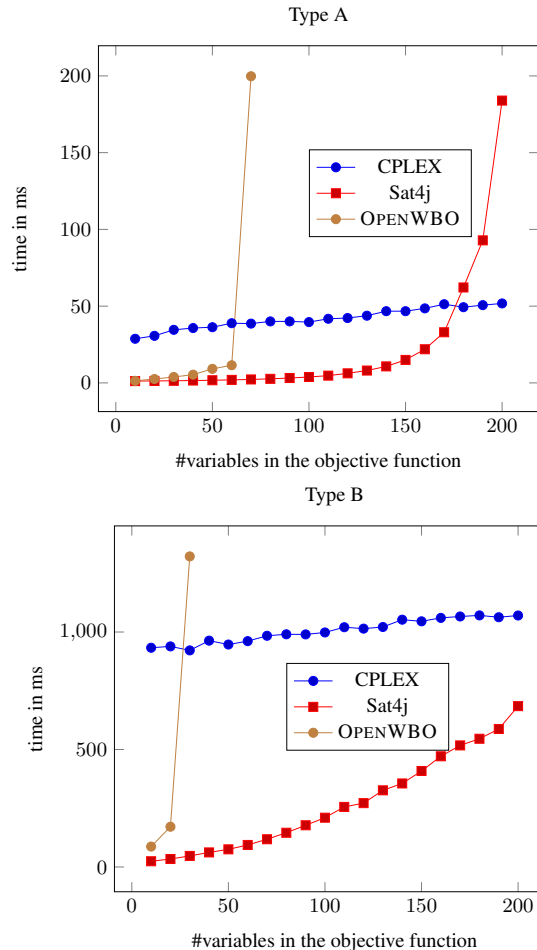 Type A
200
150
100
50
0
time in ms
CPLEX
Sat4j
OPENWBO
0 50 100 150 200
#variables in the objective function
Type B
1,000
500
0
time in ms
CPLEX
Sat4j
OPENWBO
0 50 100 150 200
#variables in the objective function